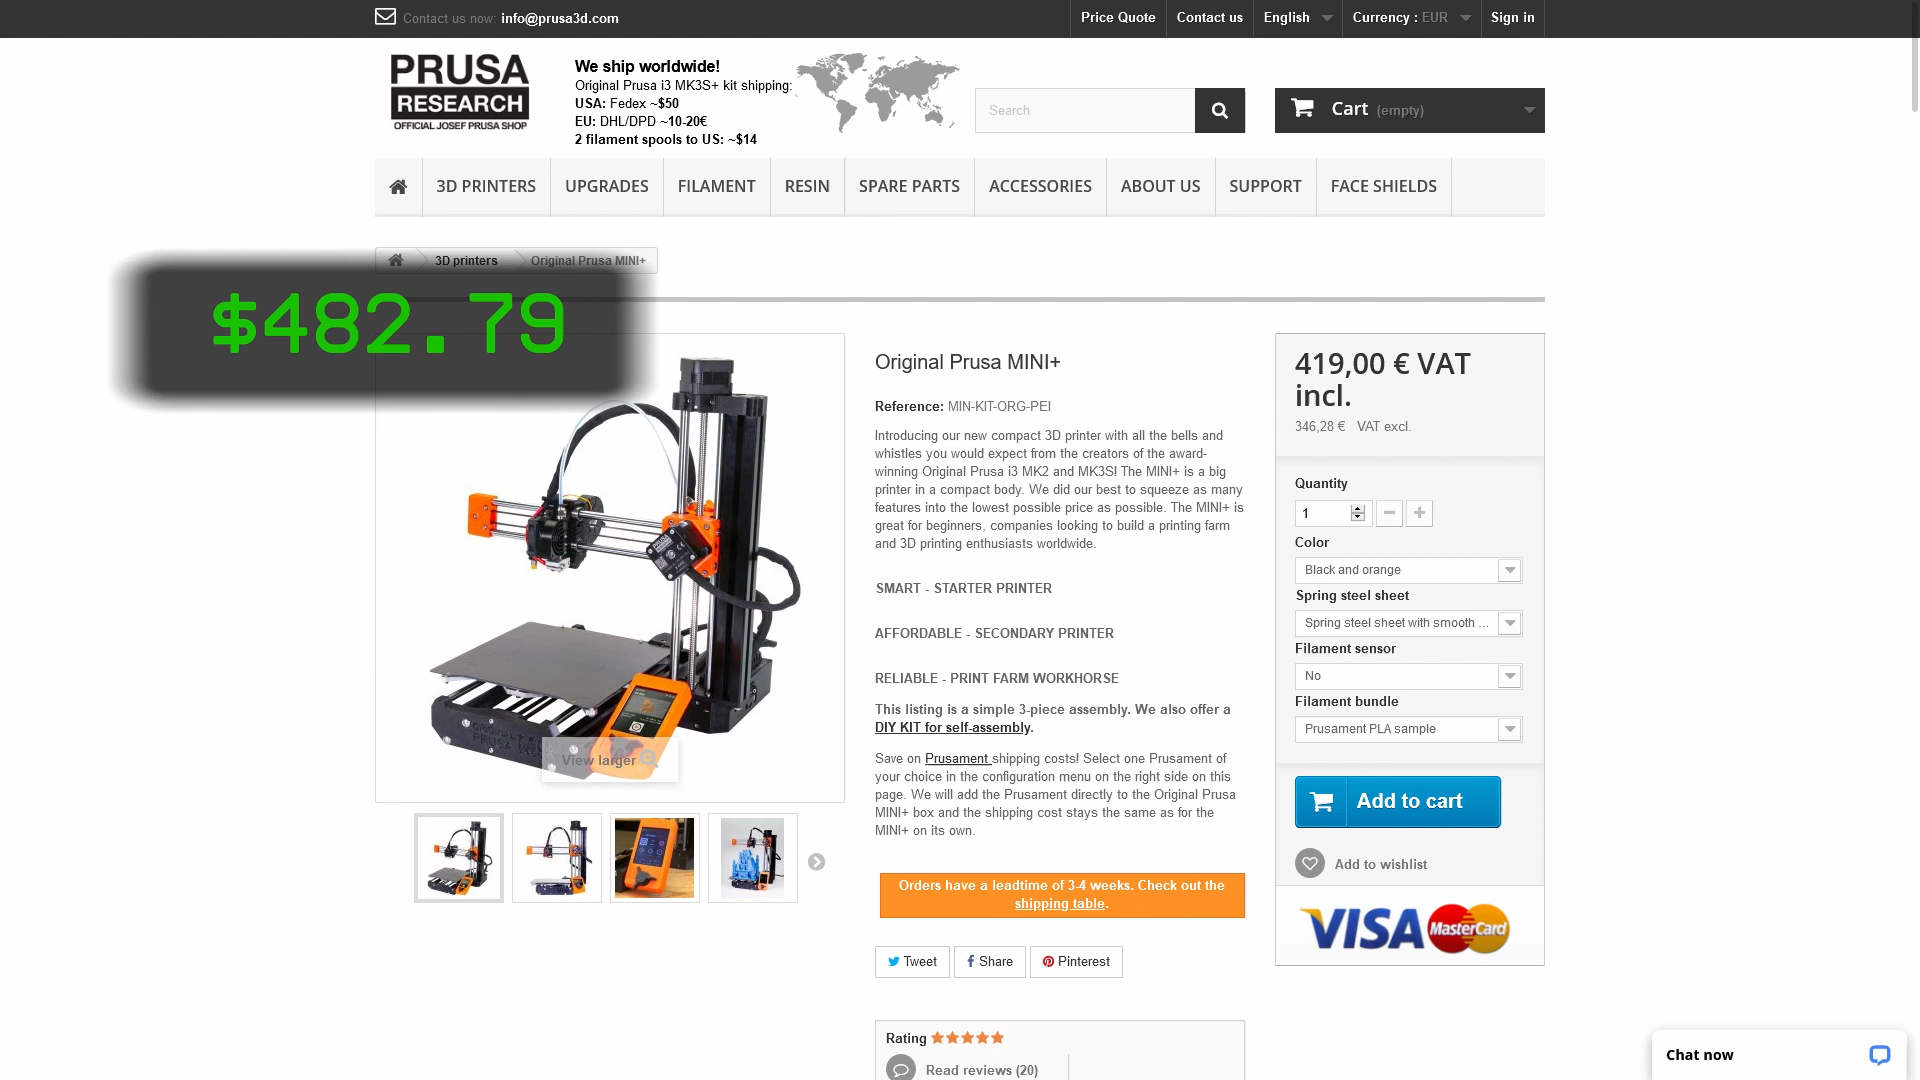 Contact us now: info@prusa3d.com
Price Quote
Contact us
English
Currency : EUR
Sign in
PRUSA
RESEARCH
OFFICIAL JOSEF PRUSA SHOP
We ship worldwide!
Original Prusa i3 MK3S+ kit shipping:
USA: Fedex ~$50
EU: DHL/DPD ~10-20€
2 filament spools to US: ~$14
Search
Cart (empty)
3D PRINTERS
UPGRADES
FILAMENT
RESIN
SPARE PARTS
ACCESSORIES
ABOUT US
SUPPORT
FACE SHIELDS
3D printers
Original Prusa MINI+
$482.79
View larger
Original Prusa MINI+
Reference: MIN-KIT-ORG-PEI
Introducing our new compact 3D printer with all the bells and
whistles you would expect from the creators of the award-
winning Original Prusa i3 MK2 and MK3S! The MINI+ is a big
printer in a compact body. We did our best to squeeze as many
features into the lowest possible price as possible. The MINI+ is
great for beginners, companies looking to build a printing farm
and 3D printing enthusiasts worldwide.
SMART - STARTER PRINTER
AFFORDABLE - SECONDARY PRINTER
RELIABLE - PRINT FARM WORKHORSE
This listing is a simple 3-piece assembly. We also offer a
DIY KIT for self-assembly.
Save on Prusament shipping costs! Select one Prusament of
your choice in the configuration menu on the right side on this
page. We will add the Prusament directly to the Original Prusa
MINI+ box and the shipping cost stays the same as for the
MINI+ on its own.
Orders have a leadtime of 3-4 weeks. Check out the
shipping table.
Tweet
Share
Pinterest
Rating
Read reviews (20)
419,00 € VAT
incl.
346,28 € VAT excl.
Quantity
1
Color
Black and orange
Spring steel sheet
Spring steel sheet with smooth ...
Filament sensor
No
Filament bundle
Prusament PLA sample
Add to cart
Add to wishlist
VISA
MasterCard
Chat now